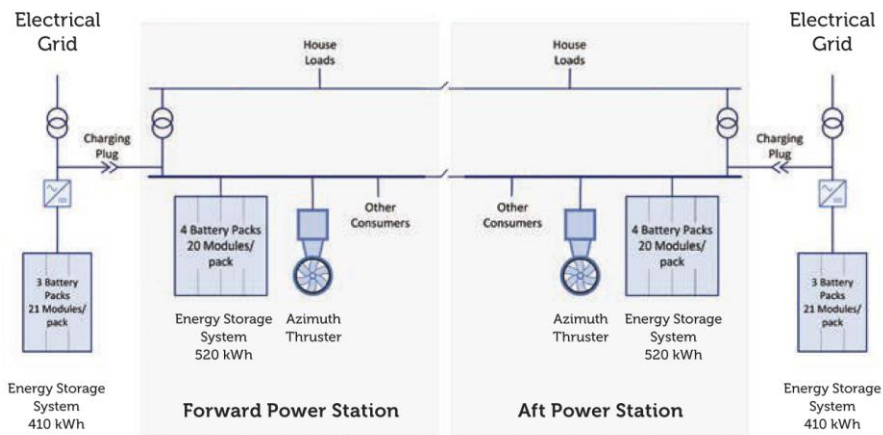 Electrical
Grid
House
Loads
House
Loads
Electrical
Grid
Charging
Plug
Charging
Plug
4 Battery Packs
20 Modules/
pack
Other
Consumers
Other
Consumers
4 Battery Packs
20 Modules/
pack
3 Battery
Packs
21 Modules/
pack
3 Battery
Packs
21 Modules/
pack
Energy Storage
System
520 kWh
Azimuth
Thruster
Azimuth
Thruster
Energy Storage
System
520 kWh
Energy Storage
System
410 kWh
Forward Power Station
Aft Power Station
Energy Storage
System
410 kWh